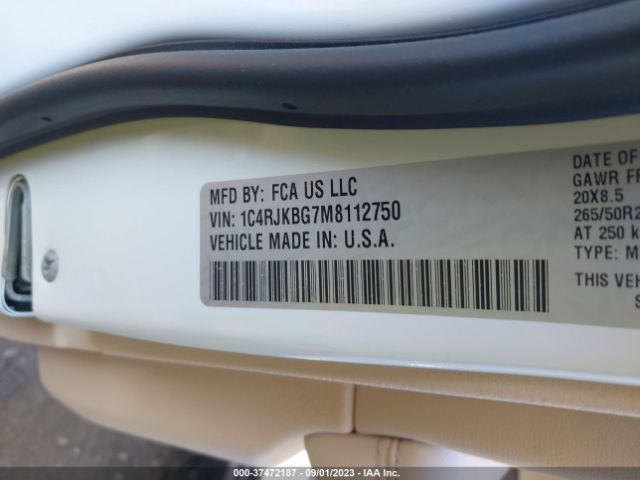 MFD BY: FCA US LLC
VIN: 1C4RJKBG7M8112750
VEHICLE MADE IN: U.S.A.
DATE OF
GAWR FR
20X8.5
265/50R2
AT 250 k
TYPE: M
THIS VEH
S
000-37472187 - 09/01/2023 - IAA Inc.